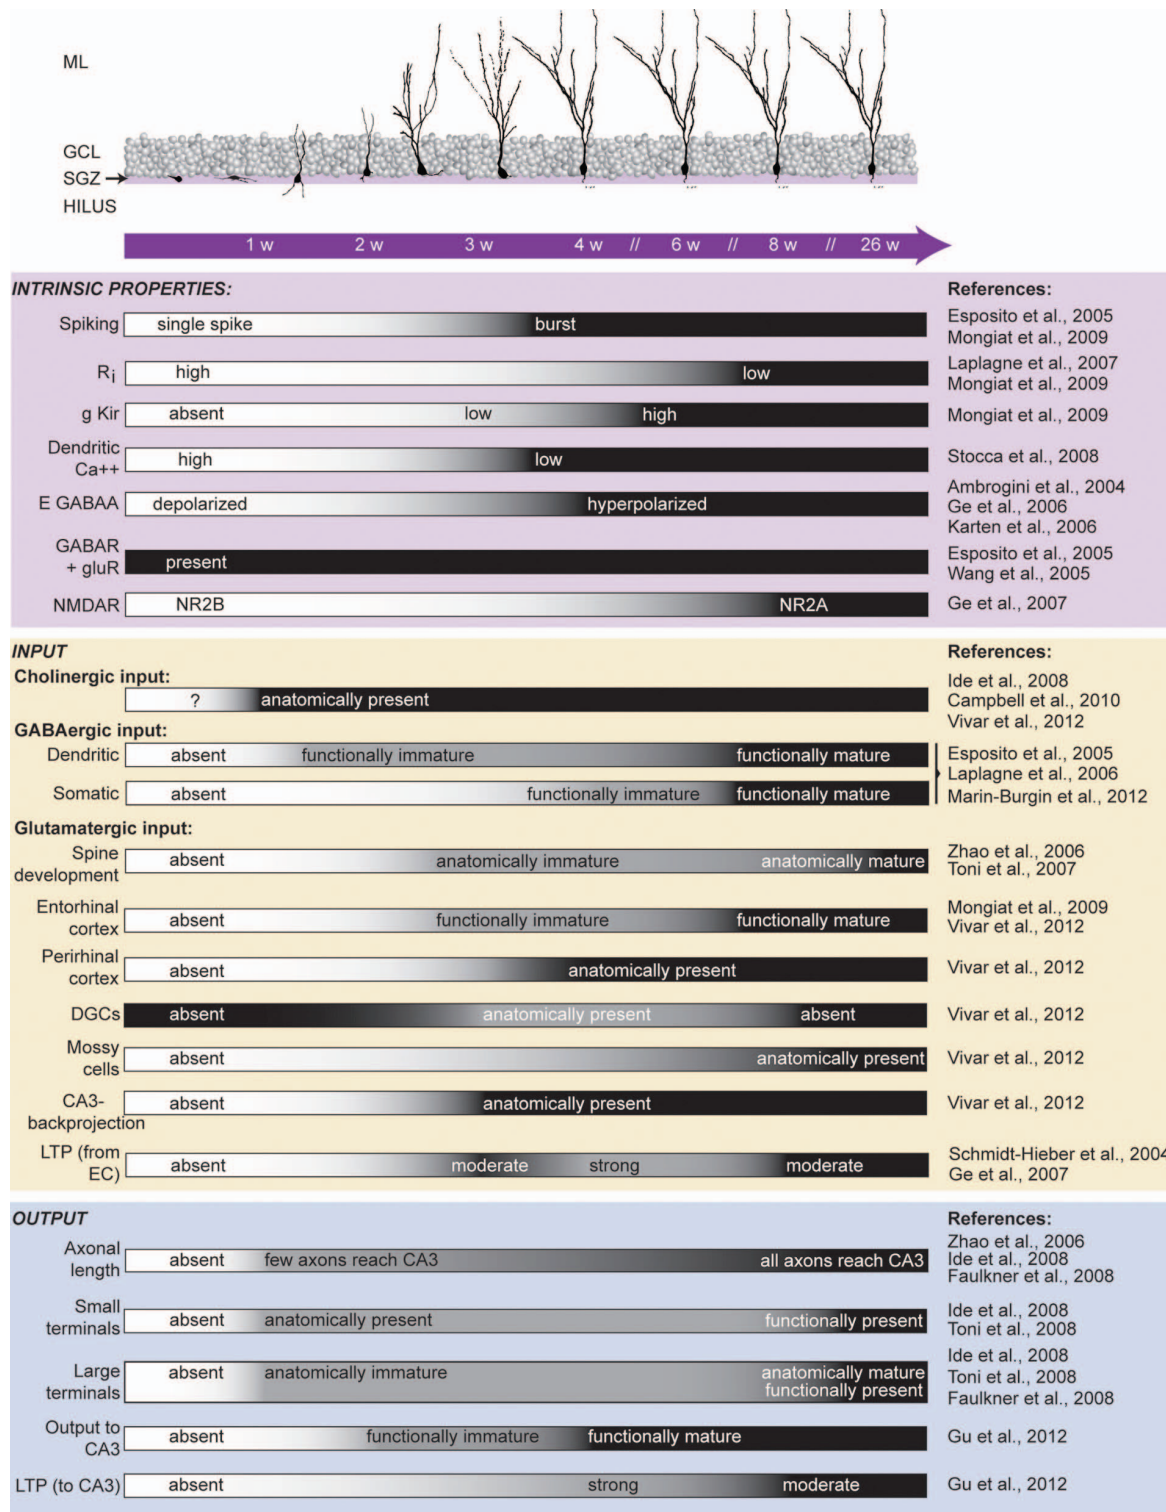 ML
GCL
SGZ
HILUS
1 w 2 w 3 w 4 w // 6 w // 8 w // 26 w
INTRINSIC PROPERTIES: References:
Spiking single spike burst Esposito et al., 2005
Mongiat et al., 2009
Ri high low Laplagne et al., 2007
Mongiat et al., 2009
g Kir absent low high Mongiat et al., 2009
Dendritic
Ca++ high low Stocca et al., 2008
E GABAA depolarized hyperpolarized Ambrogini et al., 2004
Ge et al., 2006
Karten et al., 2006
GABAR
+ gluR present Esposito et al., 2005
Wang et al., 2005
NMDAR NR2B NR2A Ge et al., 2007
INPUT References:
Cholinergic input:
? anatomically present Ide et al., 2008
Campbell et al., 2010
Vivar et al., 2012
GABAergic input:
Dendritic absent functionally immature functionally mature Esposito et al., 2005
Laplagne et al., 2006
Somatic absent functionally immature functionally mature Marin-Burgin et al., 2012
Glutamatergic input:
Spine
development absent anatomically immature anatomically mature Zhao et al., 2006
Toni et al., 2007
Entorhinal
cortex absent functionally immature functionally mature Mongiat et al., 2009
Vivar et al., 2012
Perirhinal
cortex absent anatomically present Vivar et al., 2012
DGCs absent anatomically present absent Vivar et al., 2012
Mossy
cells absent anatomically present Vivar et al., 2012
CA3-
backprojection absent anatomically present Vivar et al., 2012
LTP (from
EC) absent moderate strong moderate Schmidt-Hieber et al., 2004
Ge et al., 2007
OUTPUT References:
Axonal
length absent few axons reach CA3 all axons reach CA3 Zhao et al., 2006
Ide et al., 2008
Faulkner et al., 2008
Small
terminals absent anatomically present functionally present Ide et al., 2008
Toni et al., 2008
Large
terminals absent anatomically immature anatomically mature
functionally present Ide et al., 2008
Toni et al., 2008
Faulkner et al., 2008
Output to
CA3 absent functionally immature functionally mature Gu et al., 2012
LTP (to CA3) absent strong moderate Gu et al., 2012